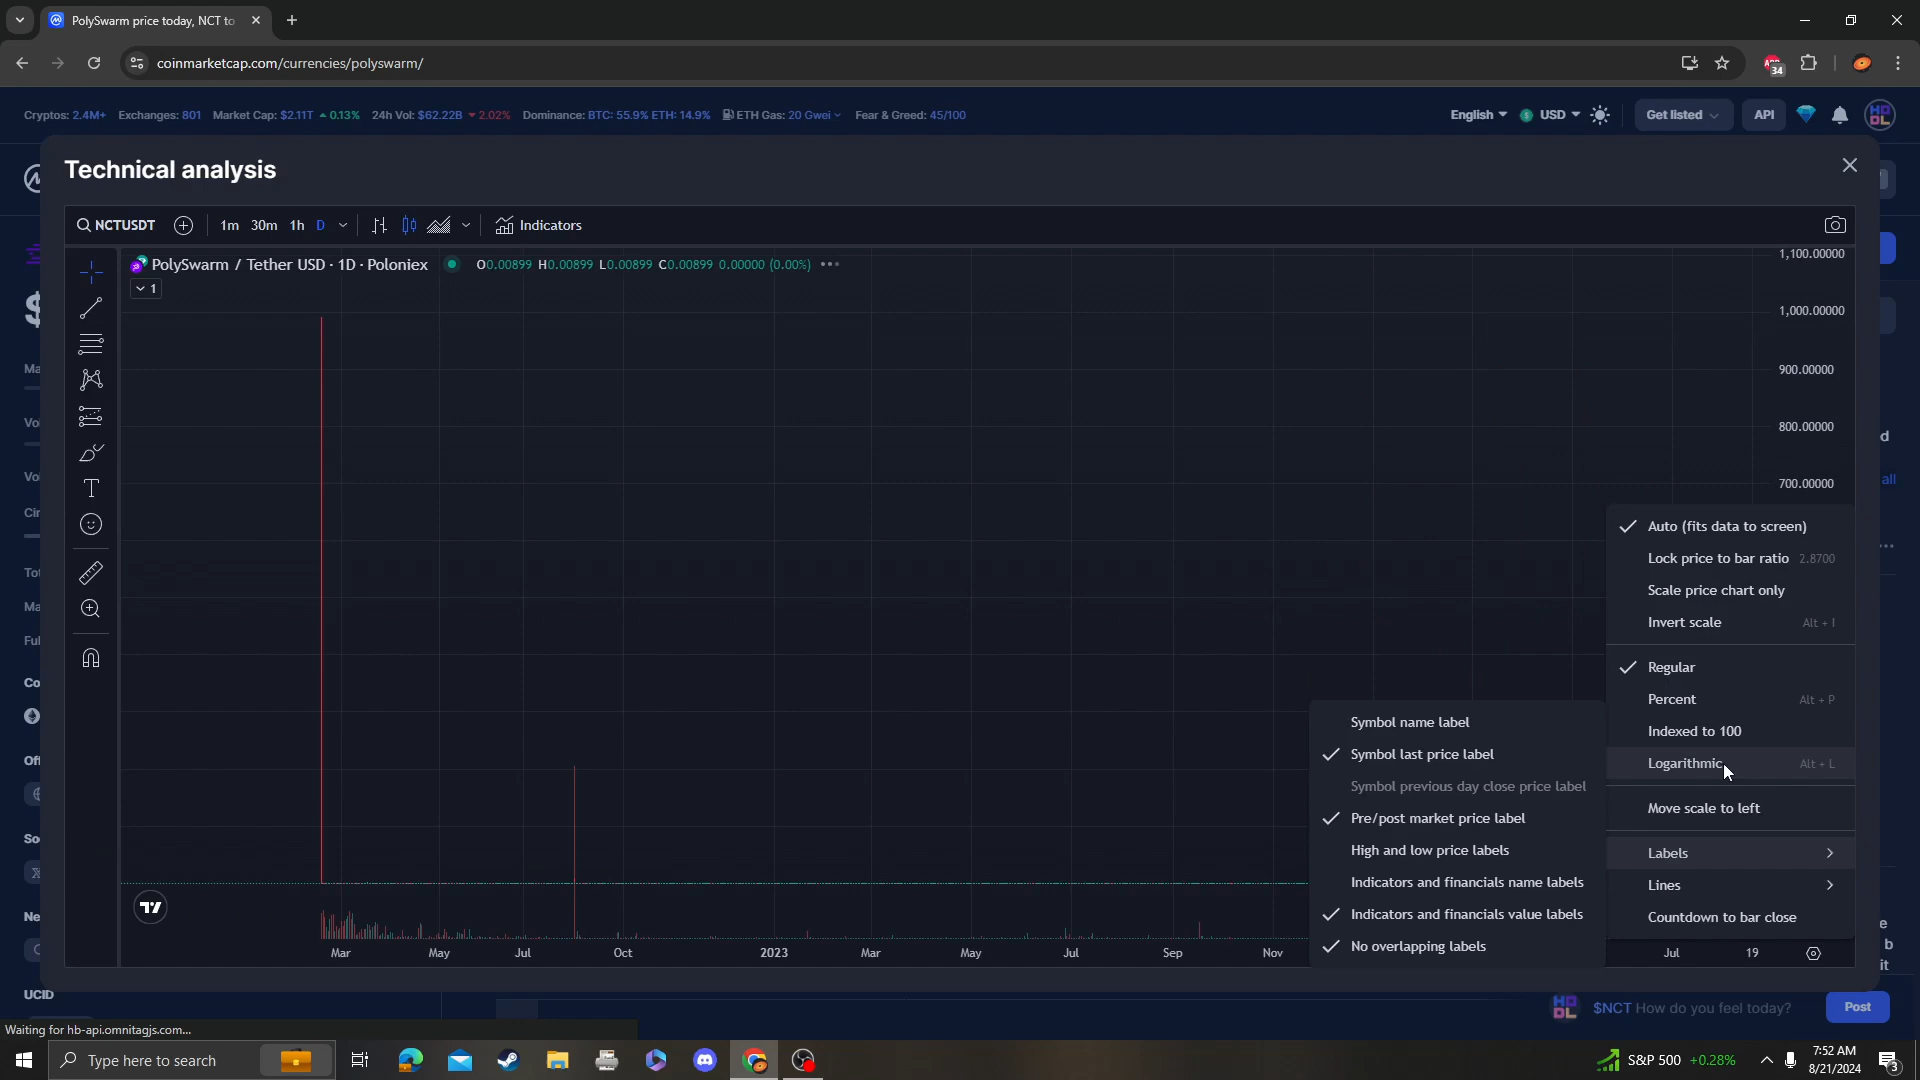 PolySwarm price today, NCT to
coinmarketcap.com/currencies/polyswarm/
34
Cryptos: 2.4M+ Exchanges: 801 Market Cap: $2.11T 0.13% 24h Vol: $62.22B 2.02% Dominance: BTC: 55.9% ETH: 14.9% ETH Gas: 20 Gwei Fear & Greed: 45/100
English USD Get listed API
Technical analysis
NCTUSDT 1m 30m 1h D Indicators
PolySwarm / Tether USD · 1D · Poloniex O0.00899 H0.00899 L0.00899 C0.00899 0.00000 (0.00%)
1
1,100.00000
1,000.00000
900.00000
800.00000
700.00000
Auto (fits data to screen)
Lock price to bar ratio 2.8700
Scale price chart only
Invert scale Alt + I
Regular
Percent Alt + P
Indexed to 100
Logarithmic Alt + L
Move scale to left
Labels
Lines
Countdown to bar close
Symbol name label
Symbol last price label
Symbol previous day close price label
Pre/post market price label
High and low price labels
Indicators and financials name labels
Indicators and financials value labels
No overlapping labels
Mar May Jul Oct 2023 Mar May Jul Sep Nov Jul 19
UCID
$NCT How do you feel today? Post
Waiting for hb-api.omnitagjs.com...
Type here to search
S&P 500 +0.28%
7:52 AM
8/21/2024
3